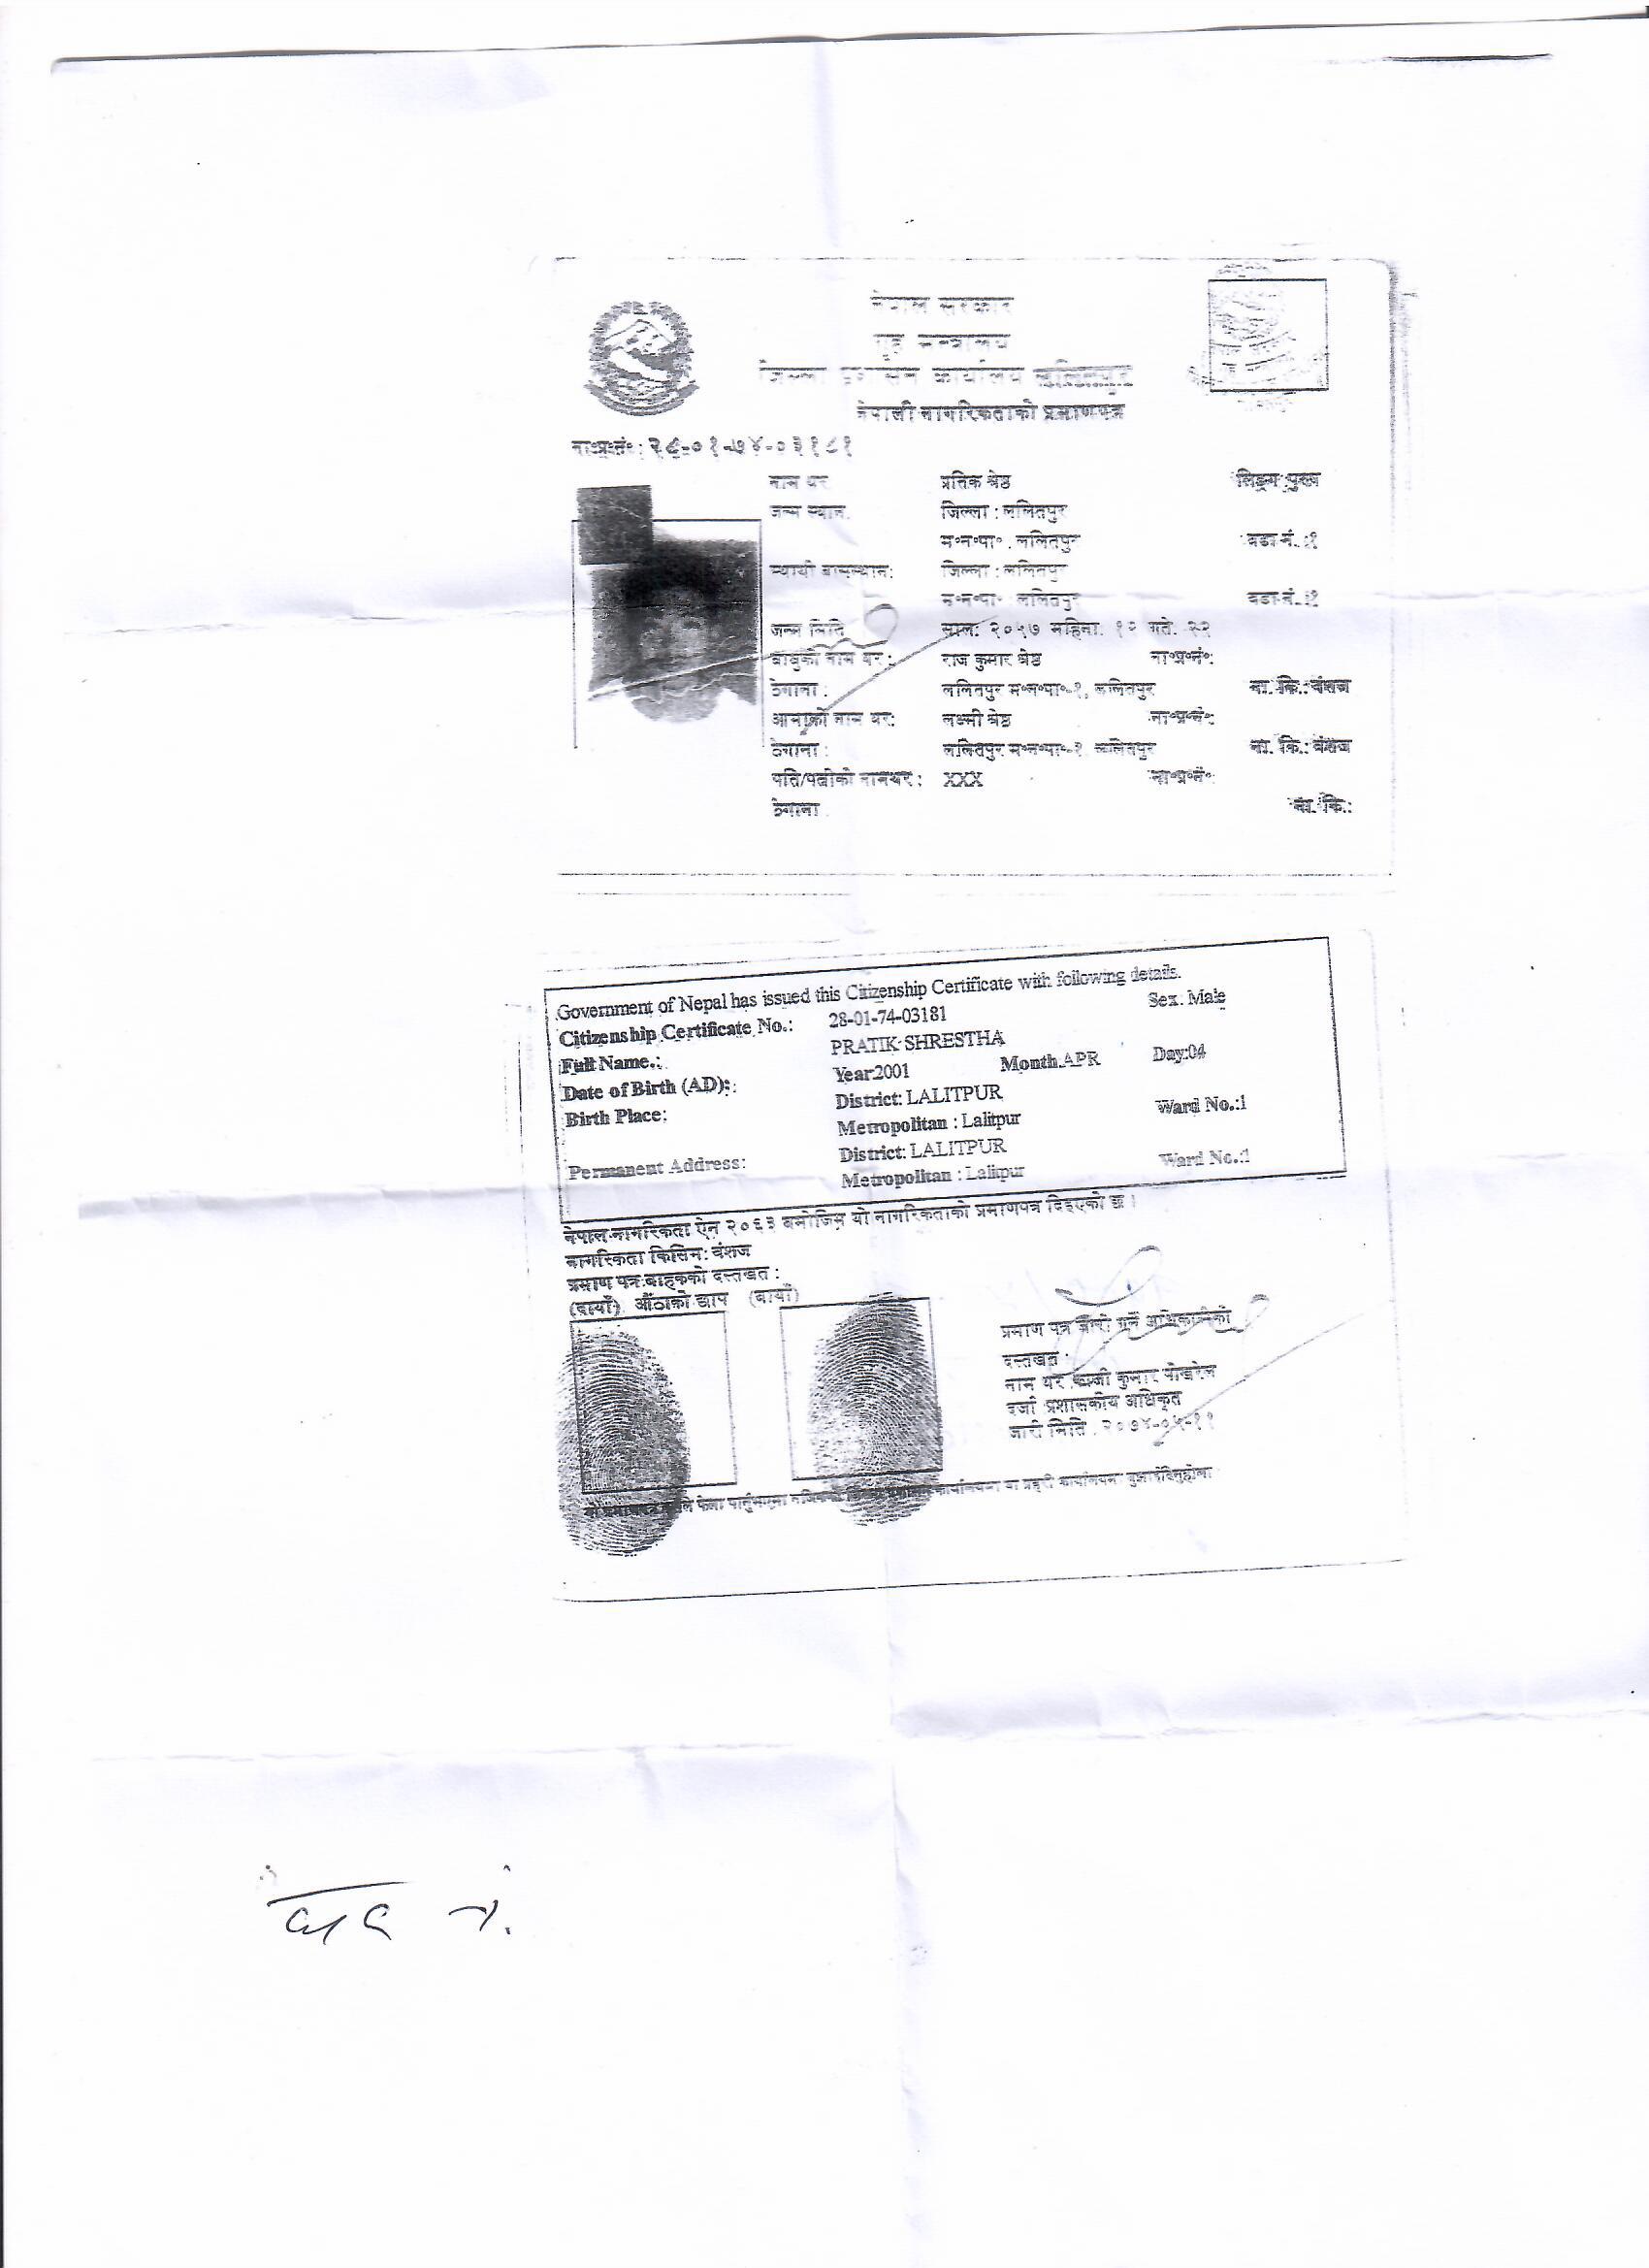 नेपाल सरकार
गृह मन्त्रालय
जिल्ला प्रशासन कार्यालय ललितपुर
नेपाली नागरिकताको प्रमाणपत्र
ना॰प्र॰नं॰ : २८-०१-७४-०३१८१
नाम थर प्रतिक श्रेष्ठ लिङ्ग: पुरुष
जन्म स्थान: जिल्ला : ललितपुर
म॰न॰पा॰ : ललितपुर वडा नं. :१
स्थायी बासस्थान: जिल्ला : ललितपुर
म॰न॰पा॰ ललितपुर वडा नं. :१
जन्म मिति साल: २०५७ महिना: १२ गते: २२
बाबुको नाम थर : राज कुमार श्रेष्ठ ना॰प्र॰नं॰:
ठेगाना : ललितपुर म॰न॰पा॰-१, ललितपुर ना. कि.: वंशज
आमाको नाम थर: लक्ष्मी श्रेष्ठ ना॰प्र॰नं॰:
ठेगाना : ललितपुर म॰न॰पा॰-१, ललितपुर ना. कि.: वंशज
पति/पत्नीको नामथर : XXX ना॰प्र॰नं॰:
ठेगाना : ना. कि.:
Government of Nepal has issued this Citizenship Certificate with following details.
Citizenship Certificate No.: 28-01-74-03181 Sex: Male
Full Name.: PRATIK SHRESTHA
Date of Birth (AD): Year:2001 Month:APR Day:04
Birth Place: District: LALITPUR
Metropolitan : Lalitpur Ward No.:1
Permanent Address: District: LALITPUR
Metropolitan : Lalitpur Ward No.:1
नेपाल नागरिकता ऐन २०६३ बमोजिम यो नागरिकताको प्रमाणपत्र दिइएको छ ।
नागरिकता किसिम: वंशज
प्रमाण पत्र बाहकको दस्तखत :
(दायाँ) औंठाको छाप (बायाँ)
प्रमाण पत्र जारी गर्ने अधिकारीको
दस्तखत :
नाम थर कुमार पोखरेल
दर्जा प्रशासकीय अधिकृत
जारी मिति : २०७४-०५-११